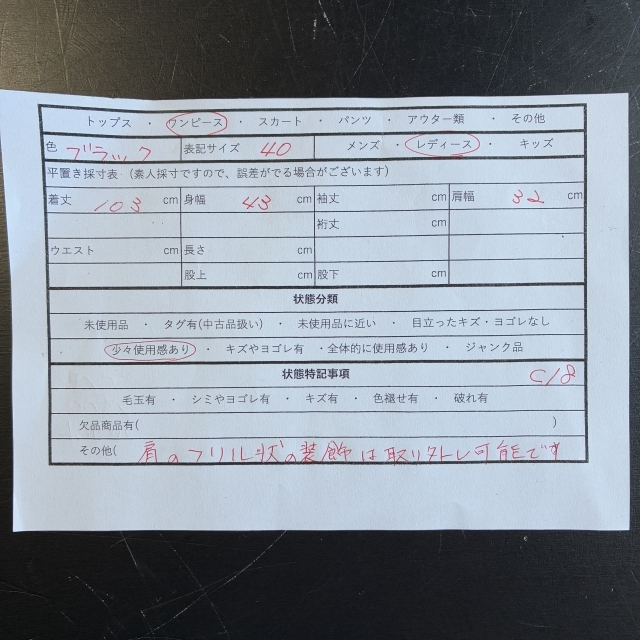 トップス ・ ワンピース ・ スカート ・ パンツ ・ アウター類 ・ その他
色 ブラック 表記サイズ 40 メンズ ・ レディース ・ キッズ
平置き採寸表 (素人採寸ですので、誤差がでる場合がございます)
着丈 103 cm 身幅 43 cm 袖丈 cm 肩幅 32 cm
裄丈 cm
ウエスト cm 長さ cm
股上 cm 股下 cm
状態分類
未使用品 ・ タグ有(中古品扱い) ・ 未使用品に近い ・ 目立ったキズ・ヨゴレなし
少々使用感あり ・ キズやヨゴレ有 ・全体的に使用感あり ・ ジャンク品
状態特記事項 C18
毛玉有 ・ シミやヨゴレ有 ・ キズ有 ・ 色褪せ有 ・ 破れ有
欠品商品有( )
その他( 肩のフリル状の装飾は取り外し可能です